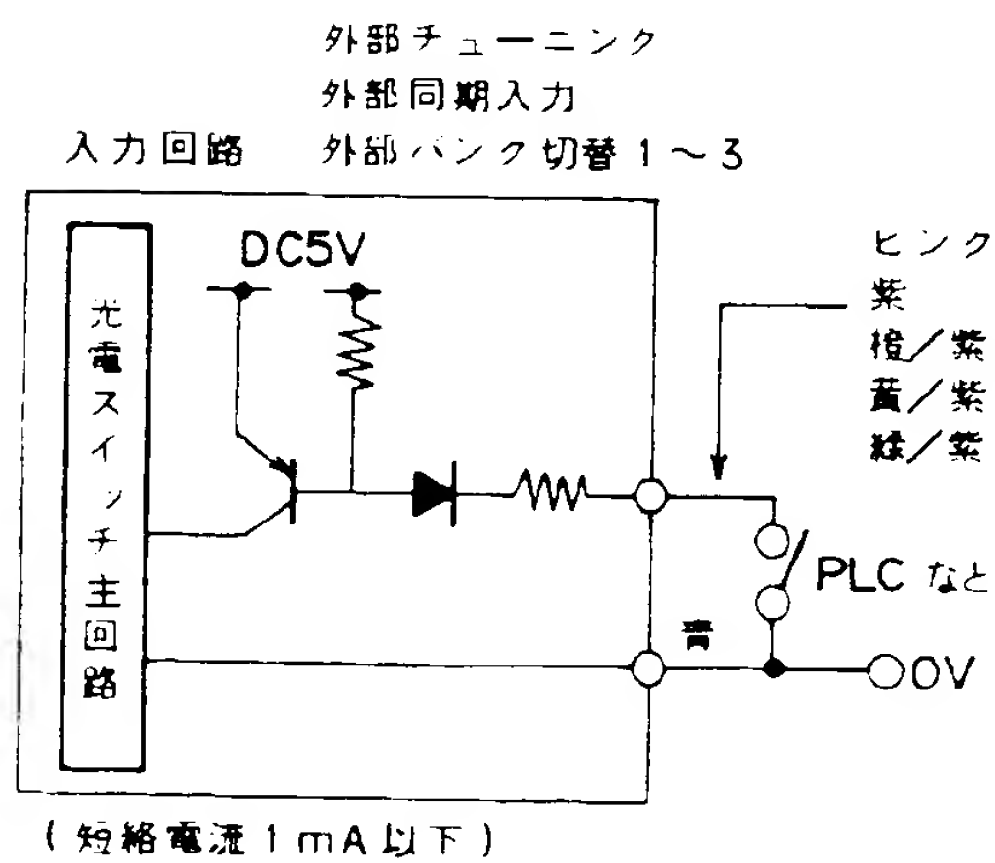 外部チューニング
外部同期入力
入力回路 外部バンク切替1～3
DC5V
光電スイッチ主回路
ピンク
紫
橙/紫
黄/紫
緑/紫
PLCなど
青
0V
(短絡電流1mA以下)